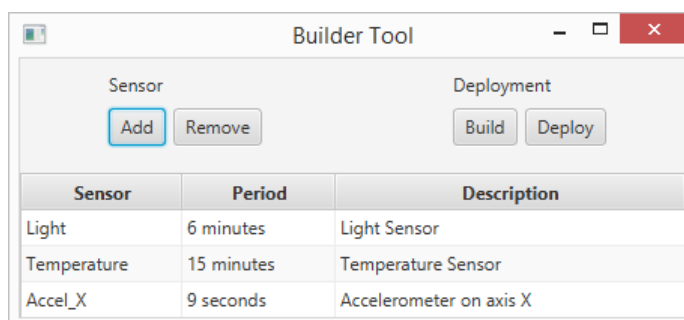 Builder Tool
Sensor Deployment
Add Remove Build Deploy
Sensor Period Description
Light 6 minutes Light Sensor
Temperature 15 minutes Temperature Sensor
Accel_X 9 seconds Accelerometer on axis X